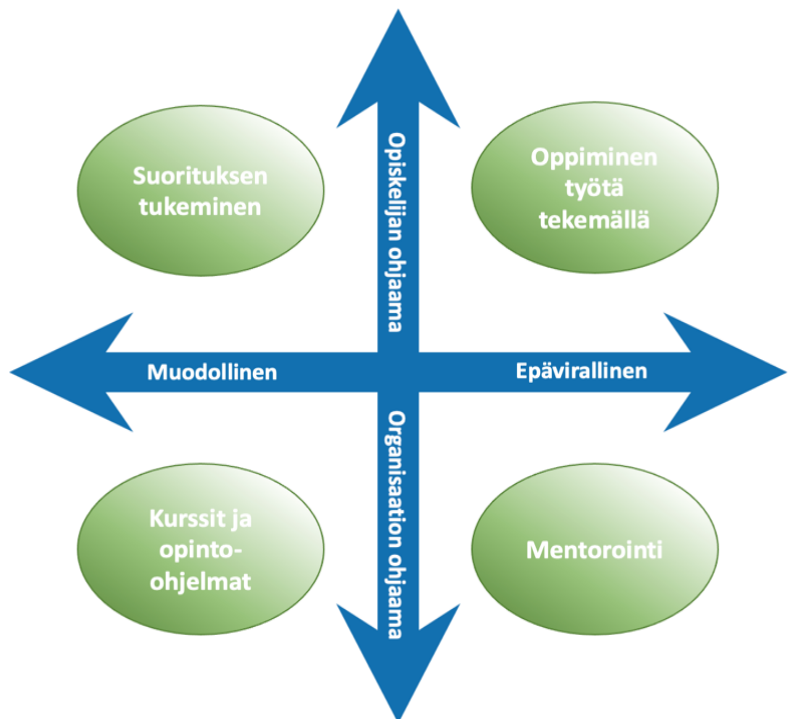 Opiskelijan ohjaama
Suorituksen
tukeminen
Oppiminen
työtä
tekemällä
Muodollinen
Epävirallinen
Organisaation ohjaama
Kurssit ja
opinto-
ohjelmat
Mentorointi